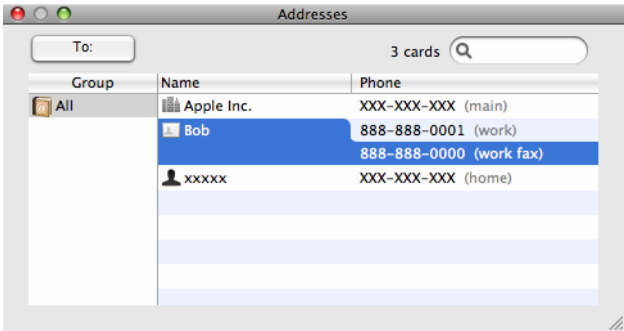 Addresses
To:
3 cards
Group Name Phone
All Apple Inc. XXX-XXX-XXX (main)
Bob 888-888-0001 (work)
888-888-0000 (work fax)
xxxxx XXX-XXX-XXX (home)